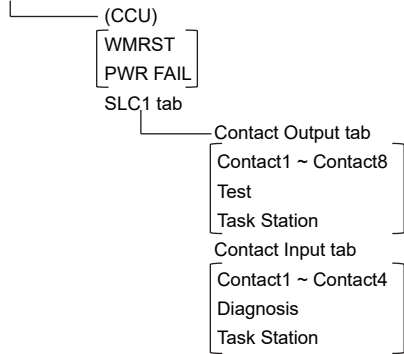 (CCU)
WMRST
PWR FAIL
SLC1 tab
Contact Output tab
Contact1 ~ Contact8
Test
Task Station
Contact Input tab
Contact1 ~ Contact4
Diagnosis
Task Station